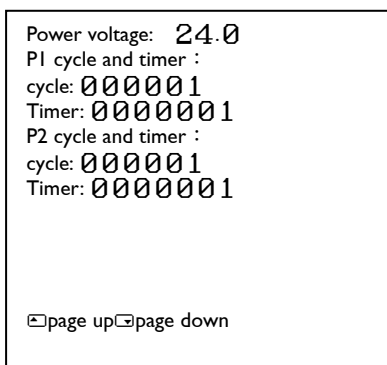 Power voltage: 24.0
P1 cycle and timer：
cycle: 000001
Timer: 0000001
P2 cycle and timer：
cycle: 000001
Timer: 0000001
page up page down